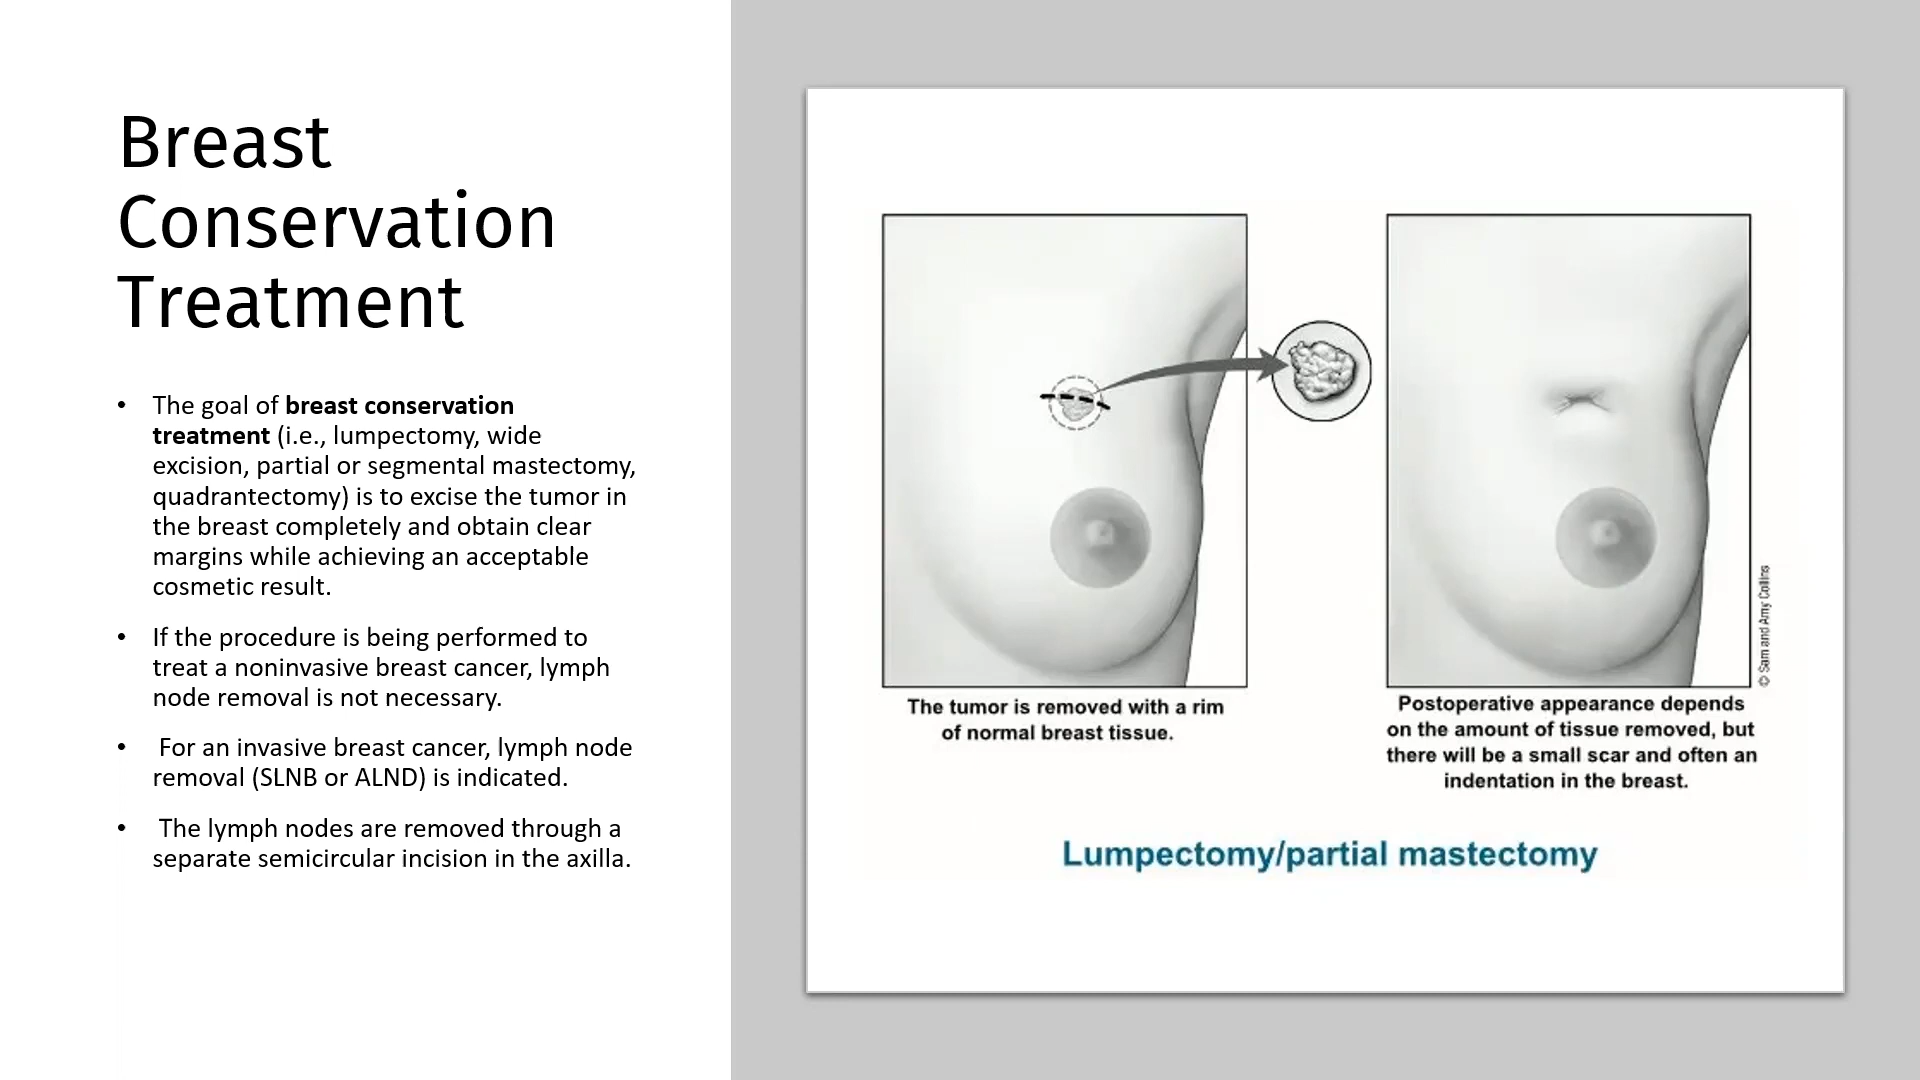 Breast
Conservation
Treatment
• The goal of breast conservation
treatment (i.e., lumpectomy, wide
excision, partial or segmental mastectomy,
quadrantectomy) is to excise the tumor in
the breast completely and obtain clear
margins while achieving an acceptable
cosmetic result.
• If the procedure is being performed to
treat a noninvasive breast cancer, lymph
node removal is not necessary.
• For an invasive breast cancer, lymph node
removal (SLNB or ALND) is indicated.
• The lymph nodes are removed through a
separate semicircular incision in the axilla.
The tumor is removed with a rim
of normal breast tissue.
© Sam and Amy Collins
Postoperative appearance depends
on the amount of tissue removed, but
there will be a small scar and often an
indentation in the breast.
Lumpectomy/partial mastectomy